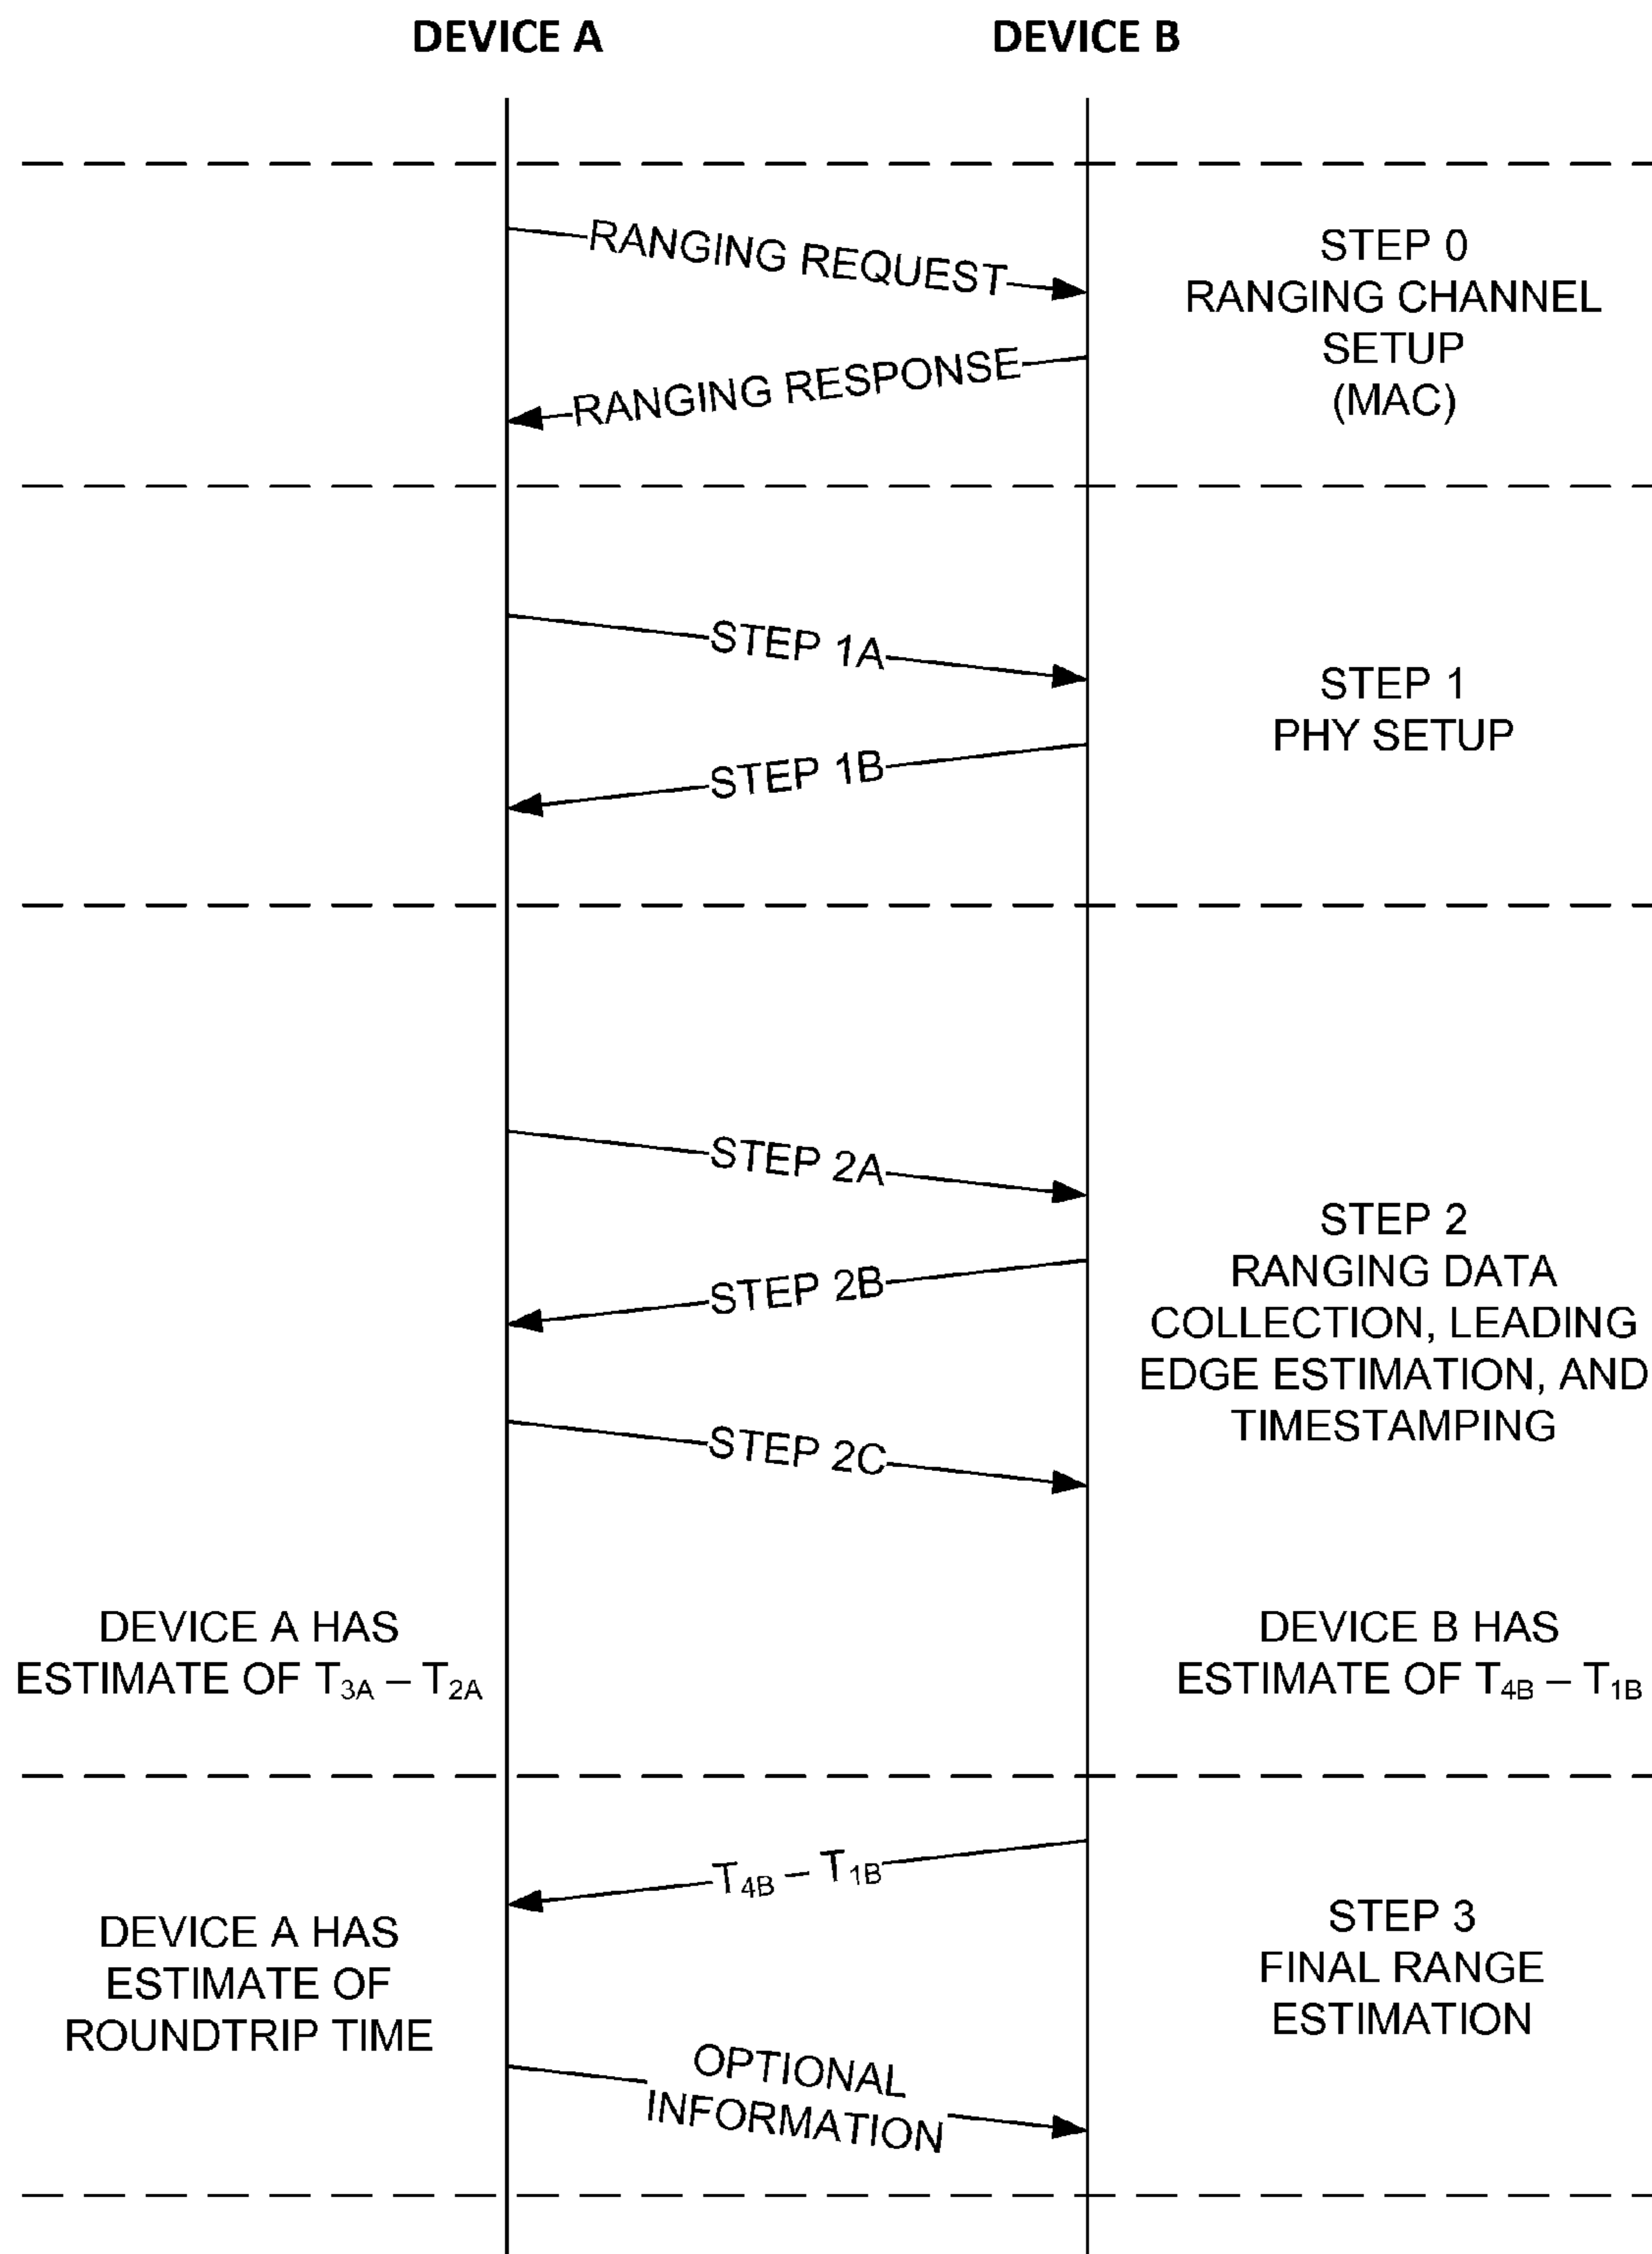 DEVICE A
DEVICE B
RANGING REQUEST
RANGING RESPONSE
STEP 0
RANGING CHANNEL
SETUP
(MAC)
STEP 1A
STEP 1B
STEP 1
PHY SETUP
STEP 2A
STEP 2B
STEP 2C
STEP 2
RANGING DATA
COLLECTION, LEADING
EDGE ESTIMATION, AND
TIMESTAMPING
DEVICE A HAS
ESTIMATE OF T3A – T2A
DEVICE B HAS
ESTIMATE OF T4B – T1B
T4B – T1B
DEVICE A HAS
ESTIMATE OF
ROUNDTRIP TIME
STEP 3
FINAL RANGE
ESTIMATION
OPTIONAL
INFORMATION